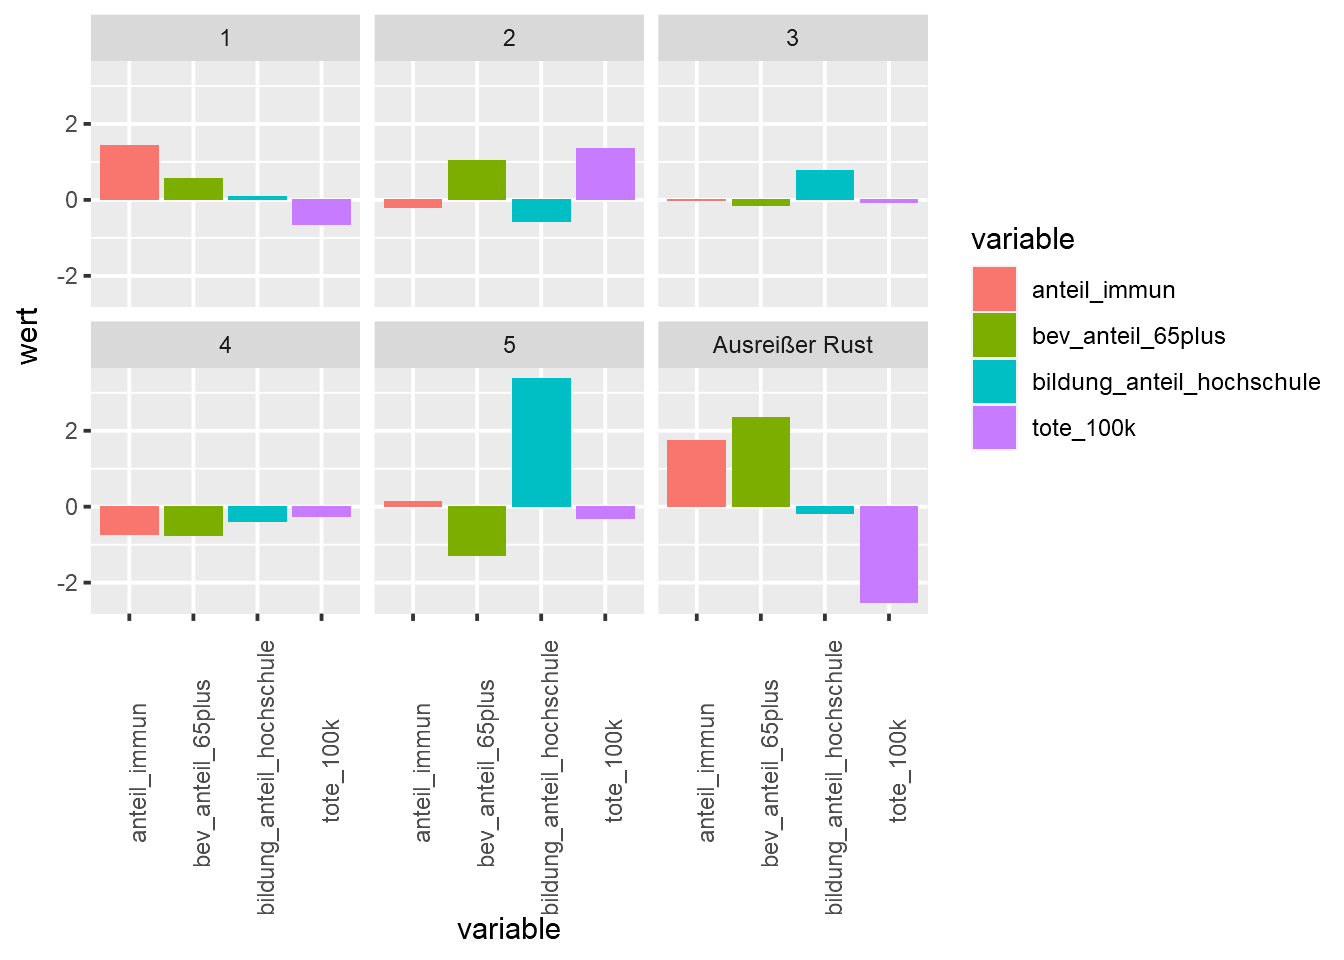 1
2
3
2
0
-2
wert
4
5
Ausreißer Rust
2
0
-2
anteil_immun
bev_anteil_65plus
bildung_anteil_hochschule
tote_100k
anteil_immun
bev_anteil_65plus
bildung_anteil_hochschule
tote_100k
anteil_immun
bev_anteil_65plus
bildung_anteil_hochschule
tote_100k
variable
variable
anteil_immun
bev_anteil_65plus
bildung_anteil_hochschule
tote_100k